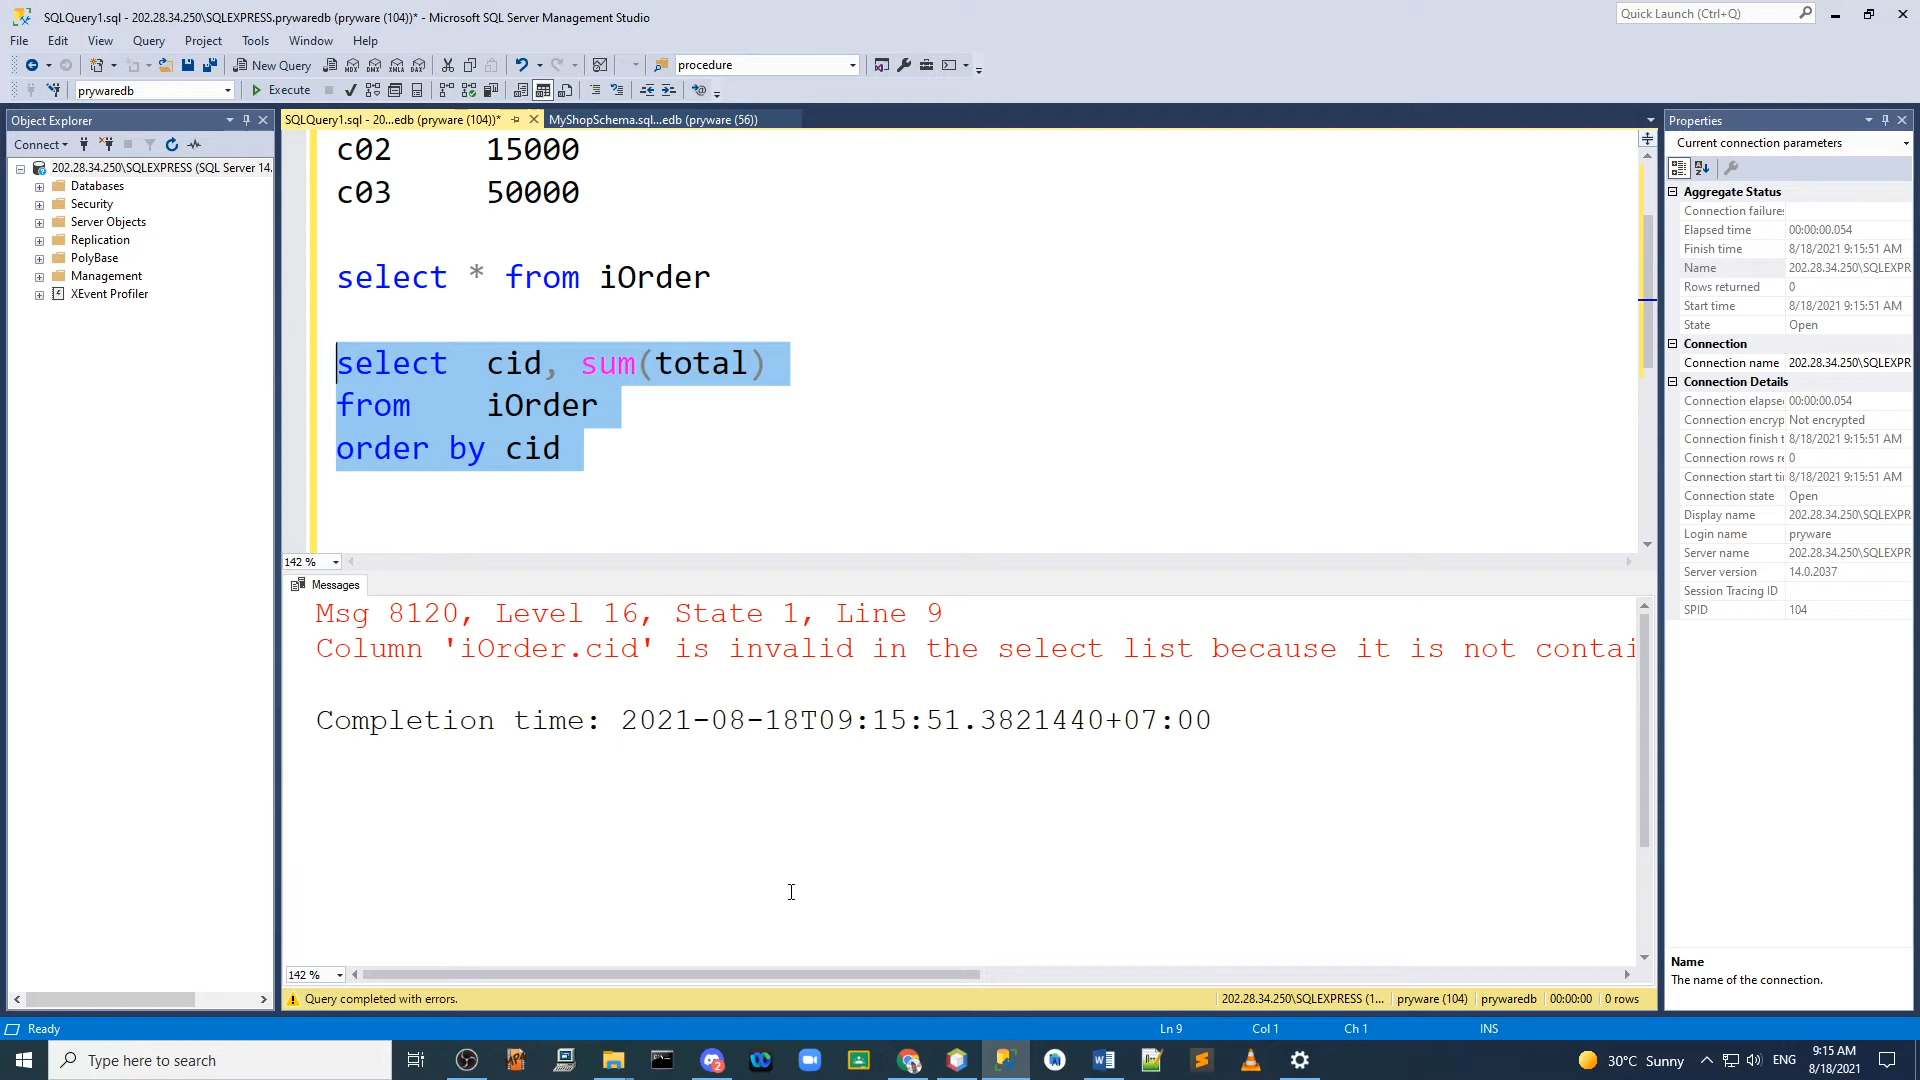 SQLQuery1.sql - 202.28.34.250\SQLEXPRESS.prywaredb (pryware (104))* - Microsoft SQL Server Management Studio
Quick Launch (Ctrl+Q)
File Edit View Query Project Tools Window Help
New Query
procedure
prywaredb
Execute
Object Explorer
SQLQuery1.sql - 20...edb (pryware (104))*
MyShopSchema.sql...edb (pryware (56))
Properties
Connect
Current connection parameters
202.28.34.250\SQLEXPRESS (SQL Server 14.
Databases
Security
Server Objects
Replication
PolyBase
Management
XEvent Profiler
c02 15000
c03 50000
select * from iOrder
select cid, sum(total)
from iOrder
order by cid
142 %
Messages
Msg 8120, Level 16, State 1, Line 9
Column 'iOrder.cid' is invalid in the select list because it is not contai
Completion time: 2021-08-18T09:15:51.3821440+07:00
142 %
Query completed with errors.
202.28.34.250\SQLEXPRESS (1... pryware (104) prywaredb 00:00:00 0 rows
Aggregate Status
Connection failures
Elapsed time 00:00:00.054
Finish time 8/18/2021 9:15:51 AM
Name 202.28.34.250\SQLEXPR
Rows returned 0
Start time 8/18/2021 9:15:51 AM
State Open
Connection
Connection name 202.28.34.250\SQLEXPR
Connection Details
Connection elapse 00:00:00.054
Connection encryp Not encrypted
Connection finish t 8/18/2021 9:15:51 AM
Connection rows re 0
Connection start ti 8/18/2021 9:15:51 AM
Connection state Open
Display name 202.28.34.250\SQLEXPR
Login name pryware
Server name 202.28.34.250\SQLEXPR
Server version 14.0.2037
Session Tracing ID
SPID 104
Name
The name of the connection.
Ready
Ln 9 Col 1 Ch 1 INS
Type here to search
30°C Sunny
ENG
9:15 AM
8/18/2021